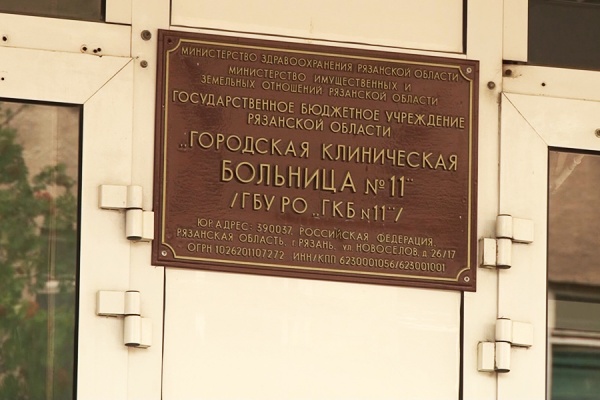 МИНИСТЕРСТВО ЗДРАВООХРАНЕНИЯ РЯЗАНСКОЙ ОБЛАСТИ
МИНИСТЕРСТВО ИМУЩЕСТВЕННЫХ И
ЗЕМЕЛЬНЫХ ОТНОШЕНИЙ РЯЗАНСКОЙ ОБЛАСТИ
ГОСУДАРСТВЕННОЕ БЮДЖЕТНОЕ УЧРЕЖДЕНИЕ
РЯЗАНСКОЙ ОБЛАСТИ
„ГОРОДСКАЯ КЛИНИЧЕСКАЯ
БОЛЬНИЦА №11"
/ГБУ РО „ГКБ №11"/
ЮР.АДРЕС: 390037, РОССИЙСКАЯ ФЕДЕРАЦИЯ,
РЯЗАНСКАЯ ОБЛАСТЬ, г. РЯЗАНЬ, ул. НОВОСЕЛОВ, д. 26/17
ОГРН 1026201107272 ИНН/КПП 6230001056/623001001